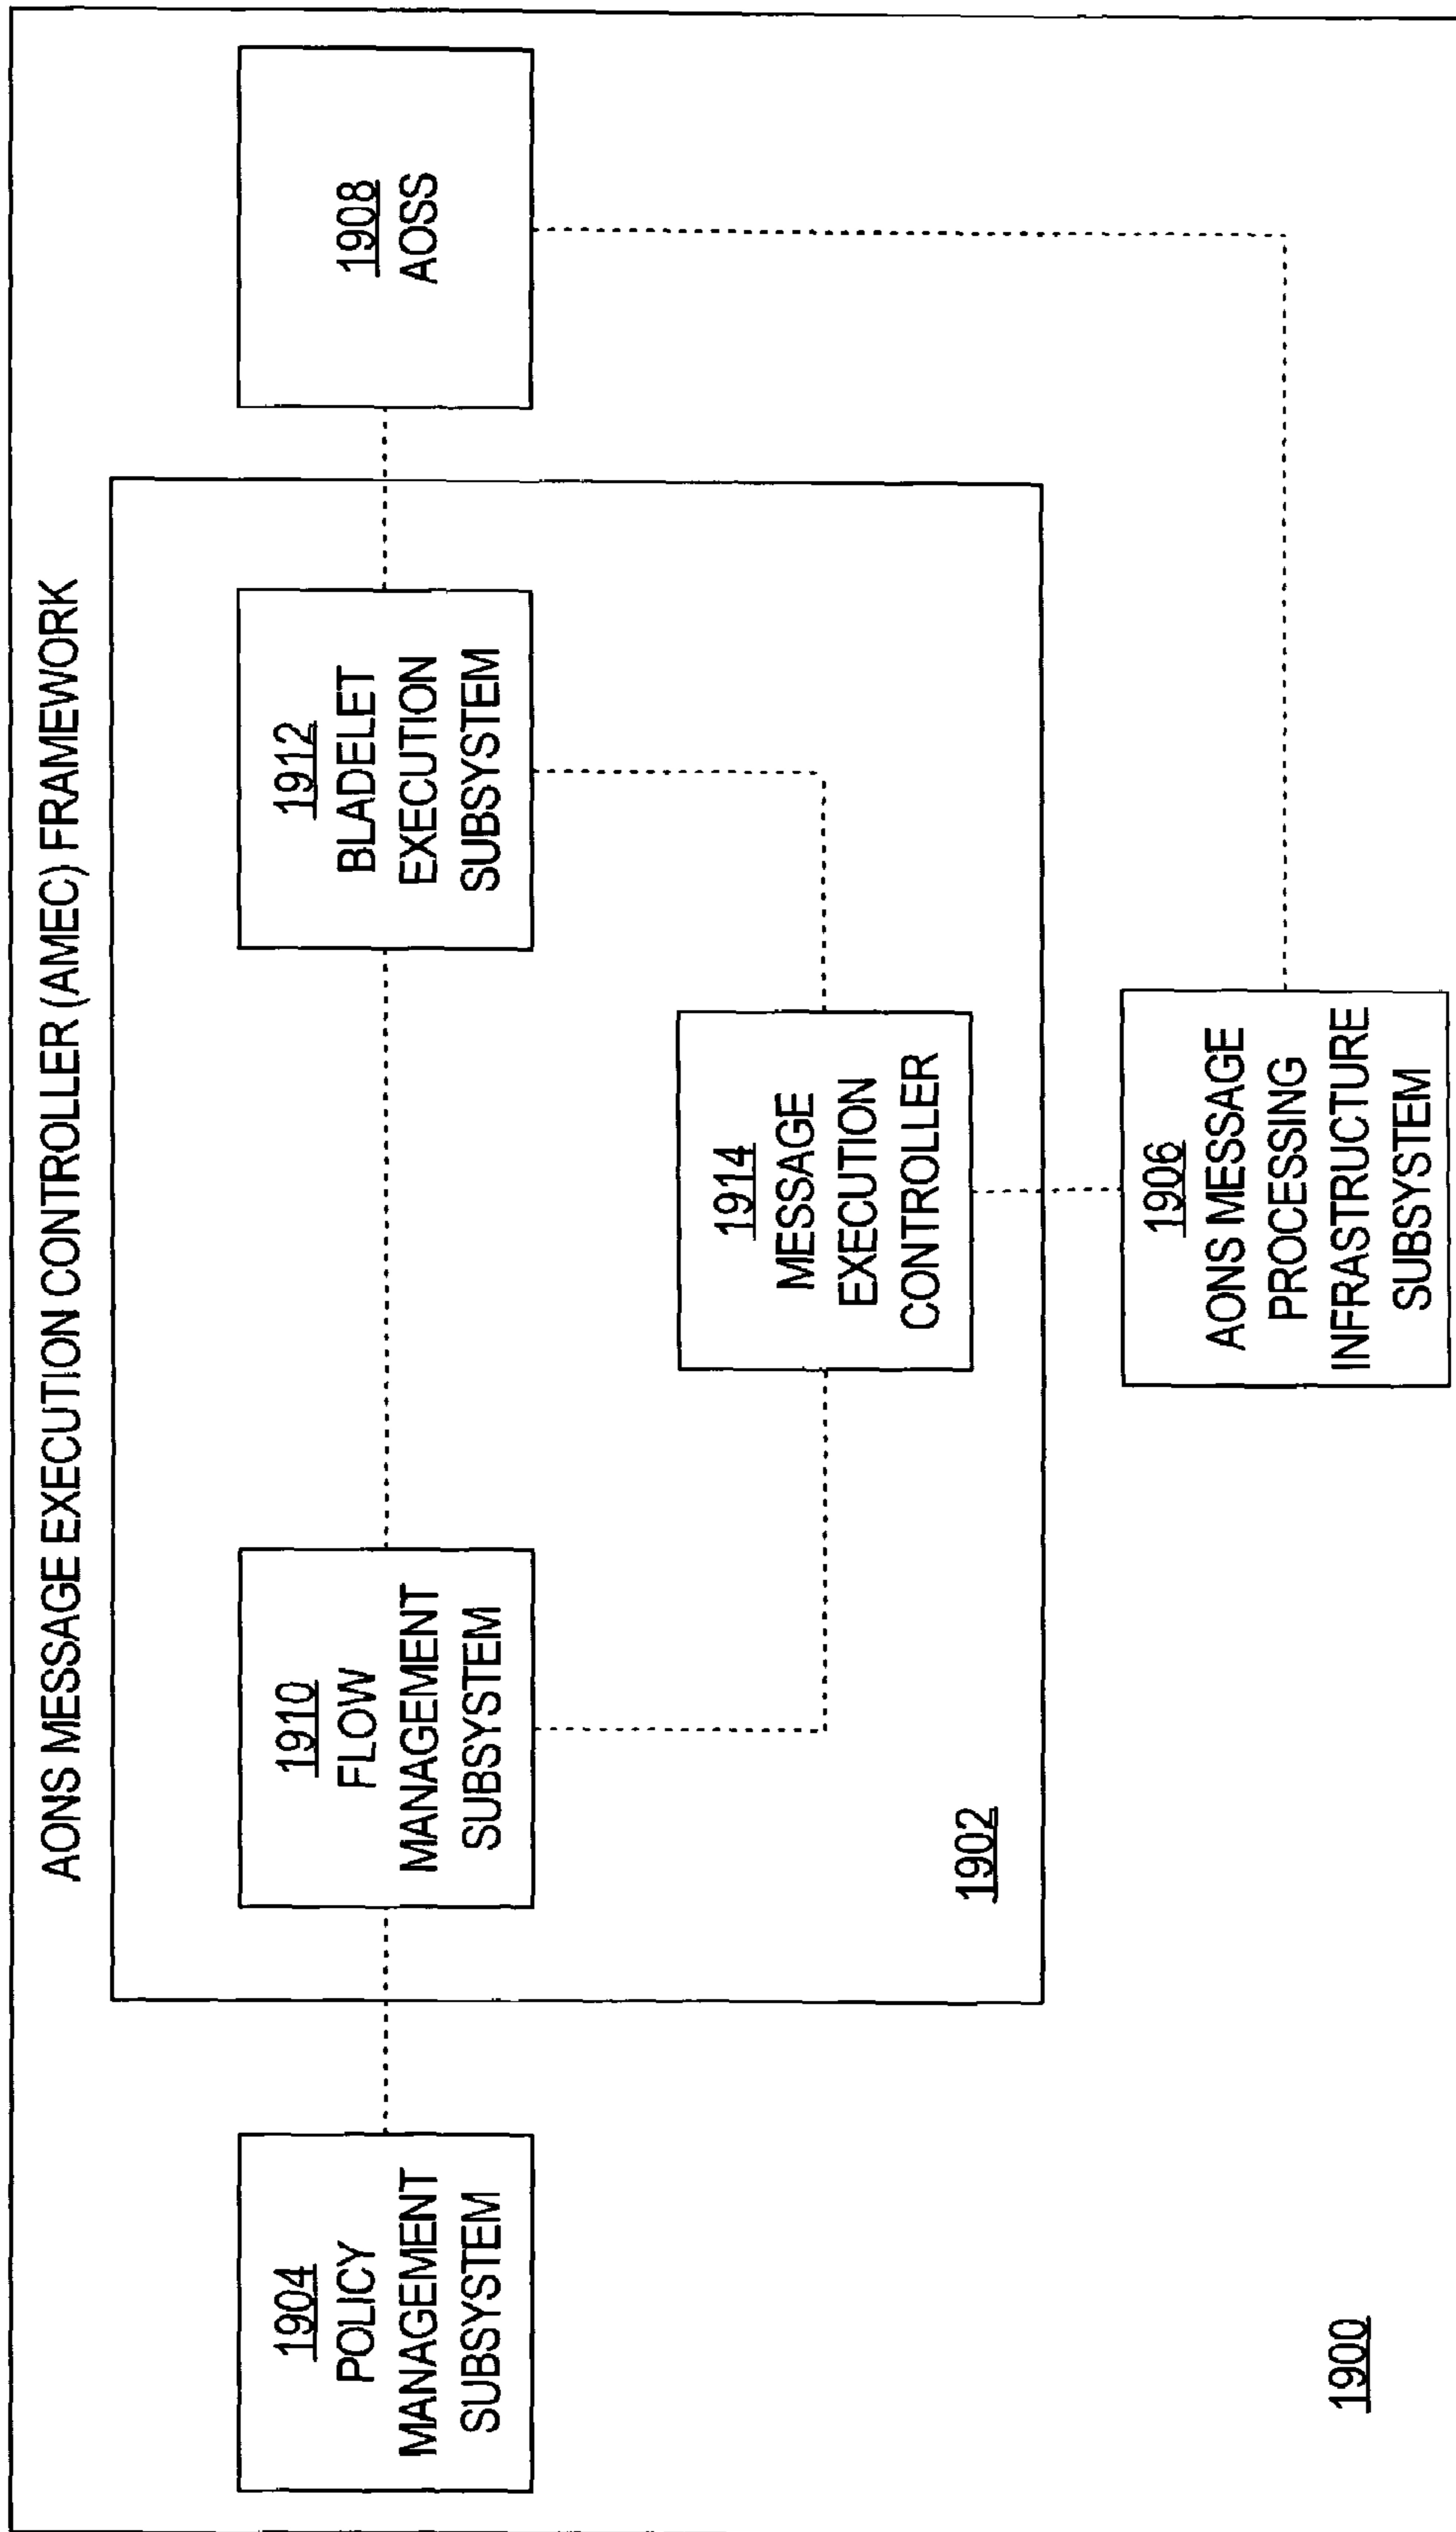 AONS MESSAGE EXECUTION CONTROLLER (AMEC) FRAMEWORK
1904
POLICY
MANAGEMENT
SUBSYSTEM
1910
FLOW
MANAGEMENT
SUBSYSTEM
1912
BLADELET
EXECUTION
SUBSYSTEM
1908
AOSS
1914
MESSAGE
EXECUTION
CONTROLLER
1902
1906
AONS MESSAGE
PROCESSING
INFRASTRUCTURE
SUBSYSTEM
1900